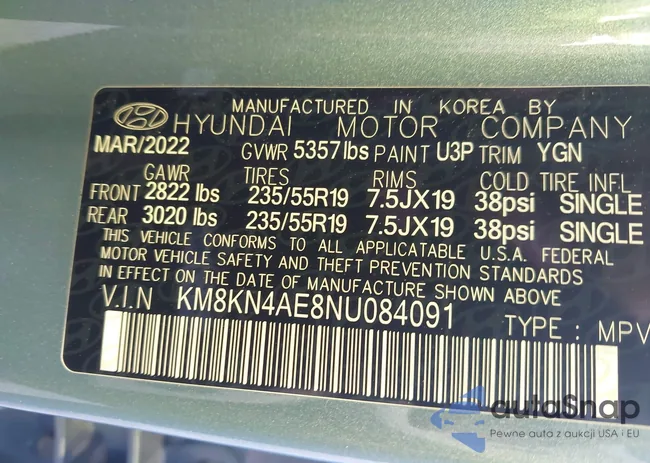 MANUFACTURED IN KOREA BY
HYUNDAI MOTOR COMPANY
MAR/2022 GVWR 5357lbs PAINT U3P TRIM YGN
GAWR TIRES RIMS COLD TIRE INFL
FRONT 2822 lbs 235/55R19 7.5JX19 38psi SINGLE
REAR 3020 lbs 235/55R19 7.5JX19 38psi SINGLE
THIS VEHICLE CONFORMS TO ALL APPLICABLE U.S.A. FEDERAL
MOTOR VEHICLE SAFETY AND THEFT PREVENTION STANDARDS
IN EFFECT ON THE DATE OF MANUFACTURE SHOWN ABOVE
V.I.N KM8KN4AE8NU084091
TYPE : MPV
autaSnap
Pewne auta z aukcji USA i EU